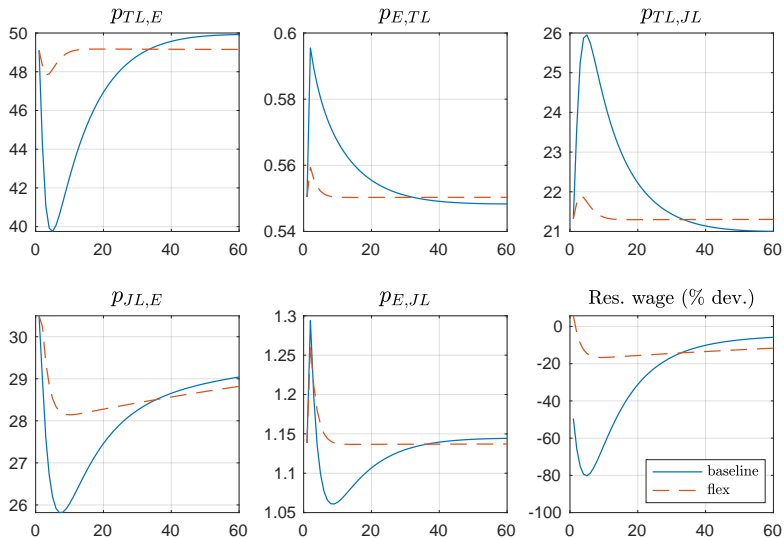 p_{TL,E}
50
48
46
44
42
40
0 20 40 60
p_{E,TL}
0.6
0.58
0.56
0.54
0 20 40 60
p_{TL,JL}
26
25
24
23
22
21
0 20 40 60
p_{JL,E}
30
29
28
27
26
0 20 40 60
p_{E,JL}
1.3
1.25
1.2
1.15
1.1
1.05
0 20 40 60
Res. wage (% dev.)
0
-20
-40
-60
-80
-100
0 20 40 60
baseline
flex